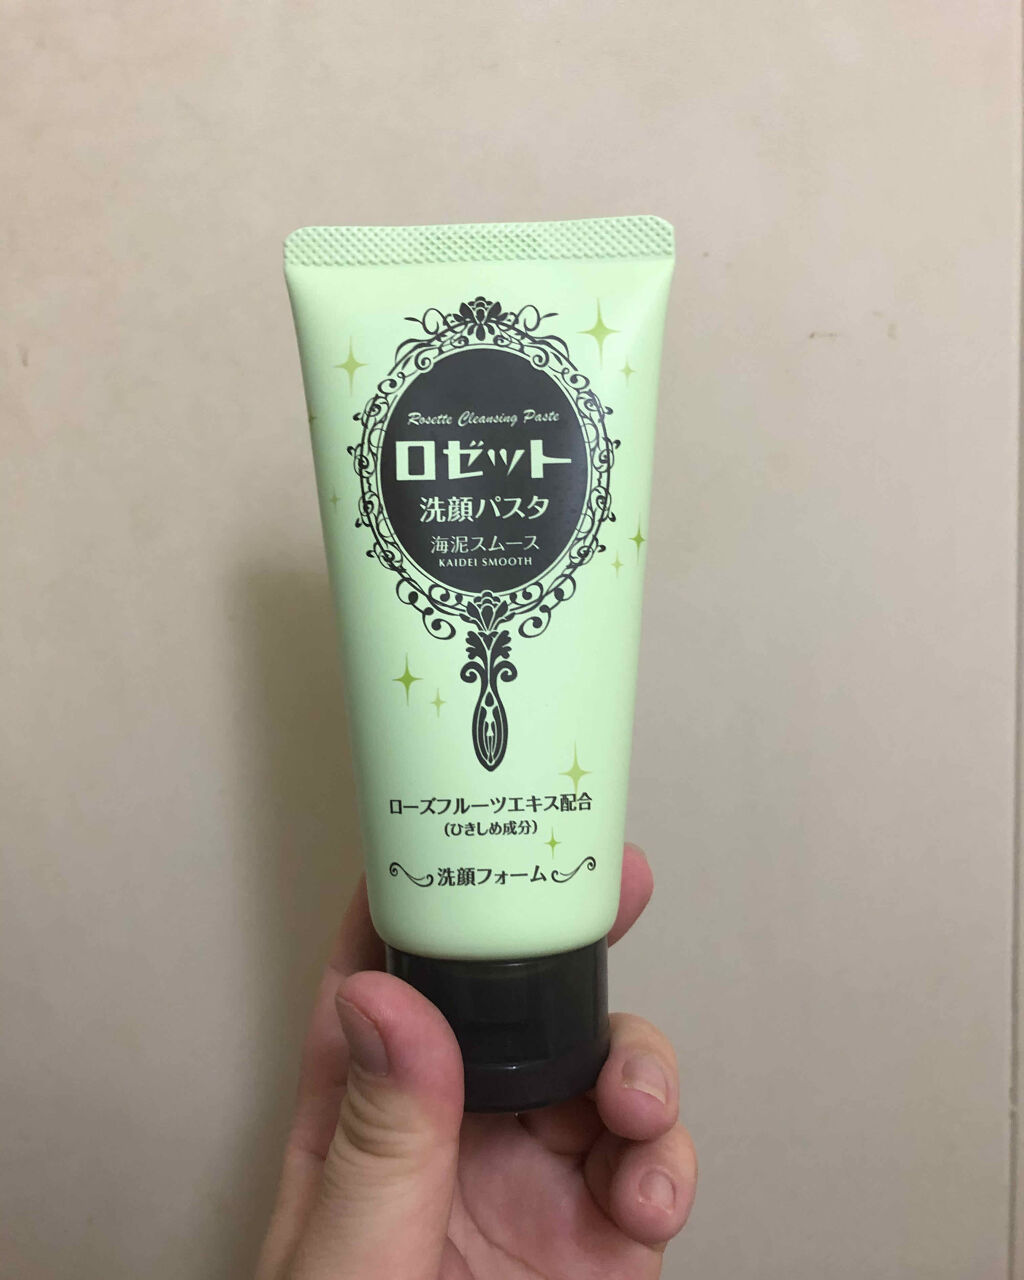 Rosette Cleansing Paste
ロゼット
洗顔パスタ
海泥スムース
KAIDEI SMOOTH
ローズフルーツエキス配合
（ひきしめ成分）
洗顔フォーム